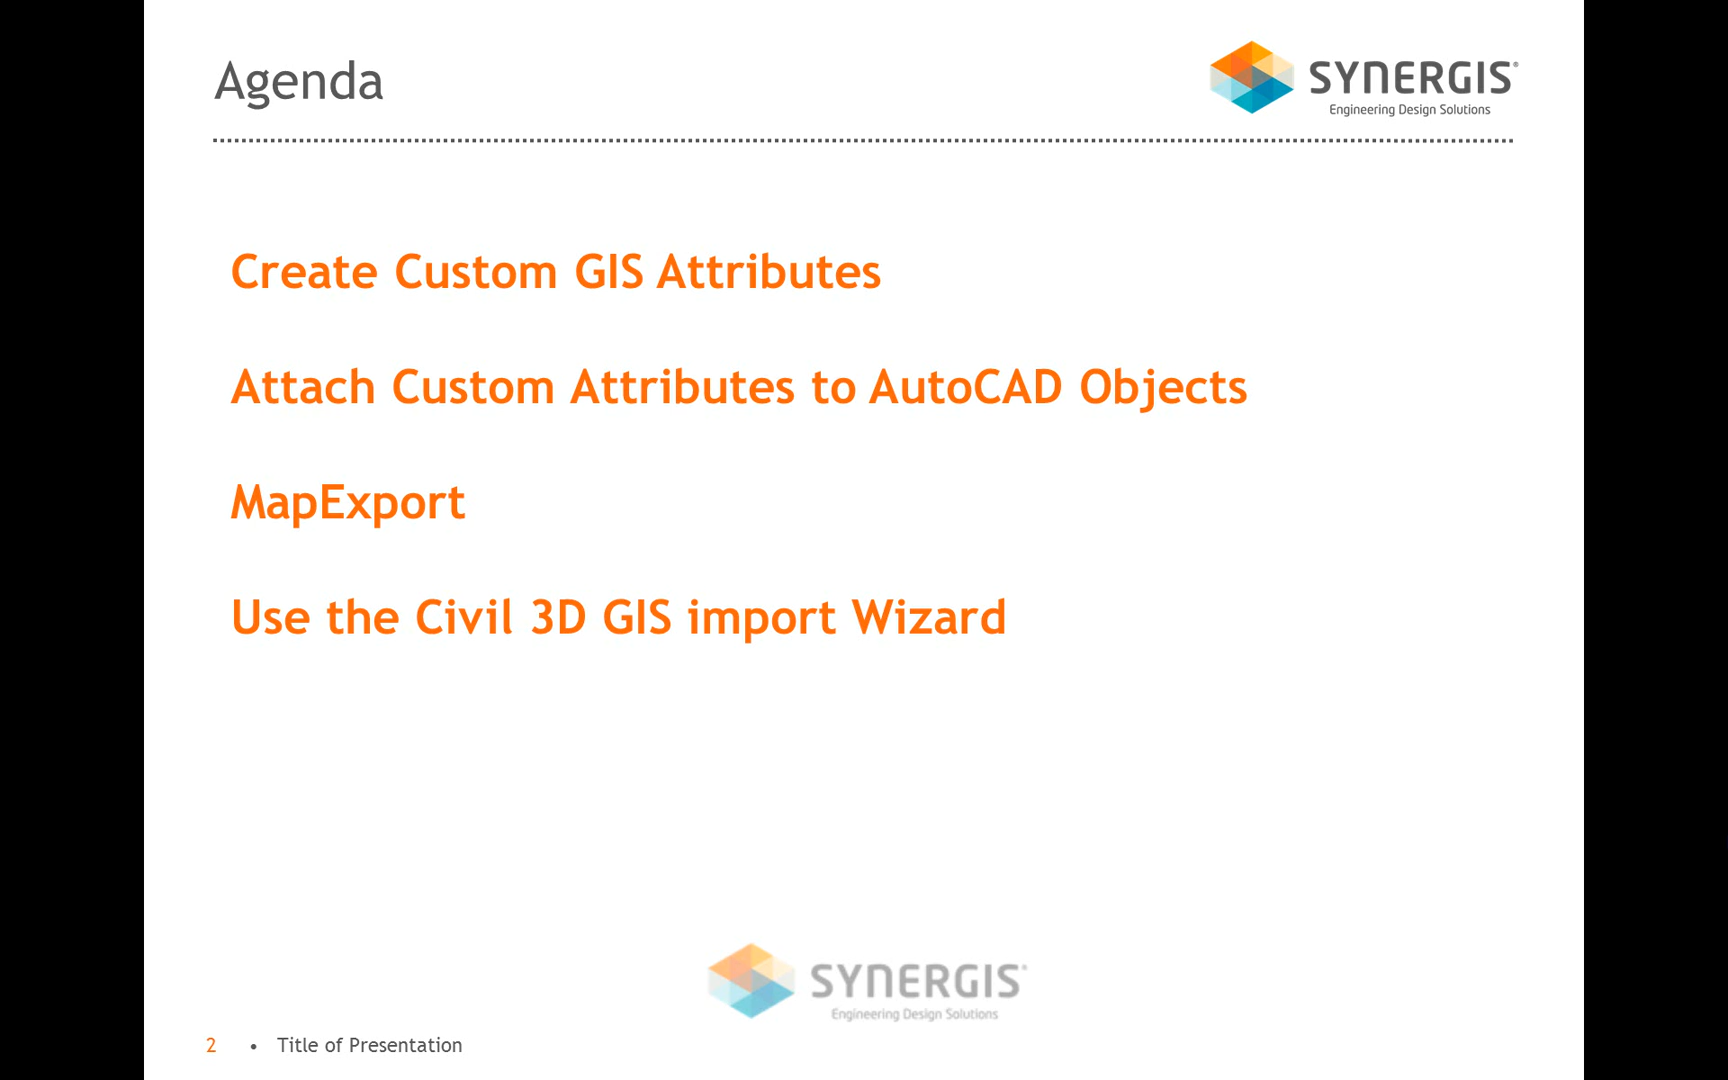 Agenda
SYNERGIS®
Engineering Design Solutions
Create Custom GIS Attributes
Attach Custom Attributes to AutoCAD Objects
MapExport
Use the Civil 3D GIS import Wizard
SYNERGIS®
Engineering Design Solutions
2 • Title of Presentation